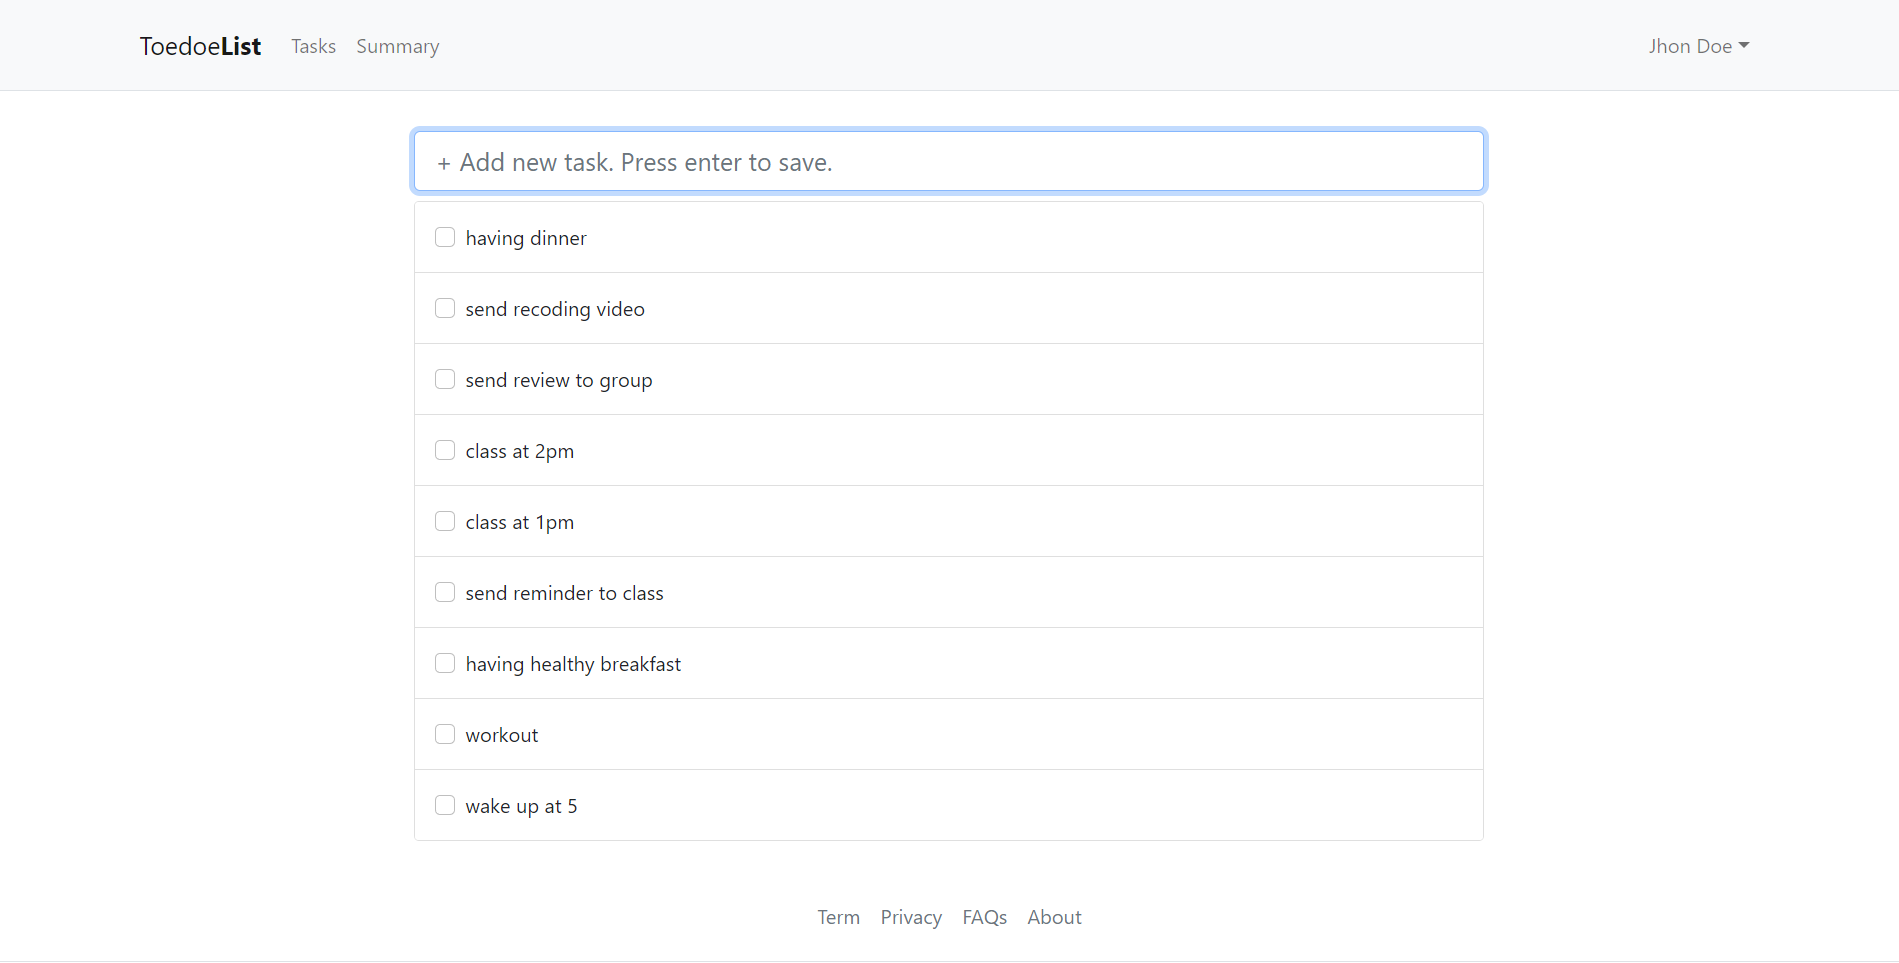 ToedoeList Tasks Summary Jhon Doe
+ Add new task. Press enter to save.
having dinner
send recoding video
send review to group
class at 2pm
class at 1pm
send reminder to class
having healthy breakfast
workout
wake up at 5
Term Privacy FAQs About